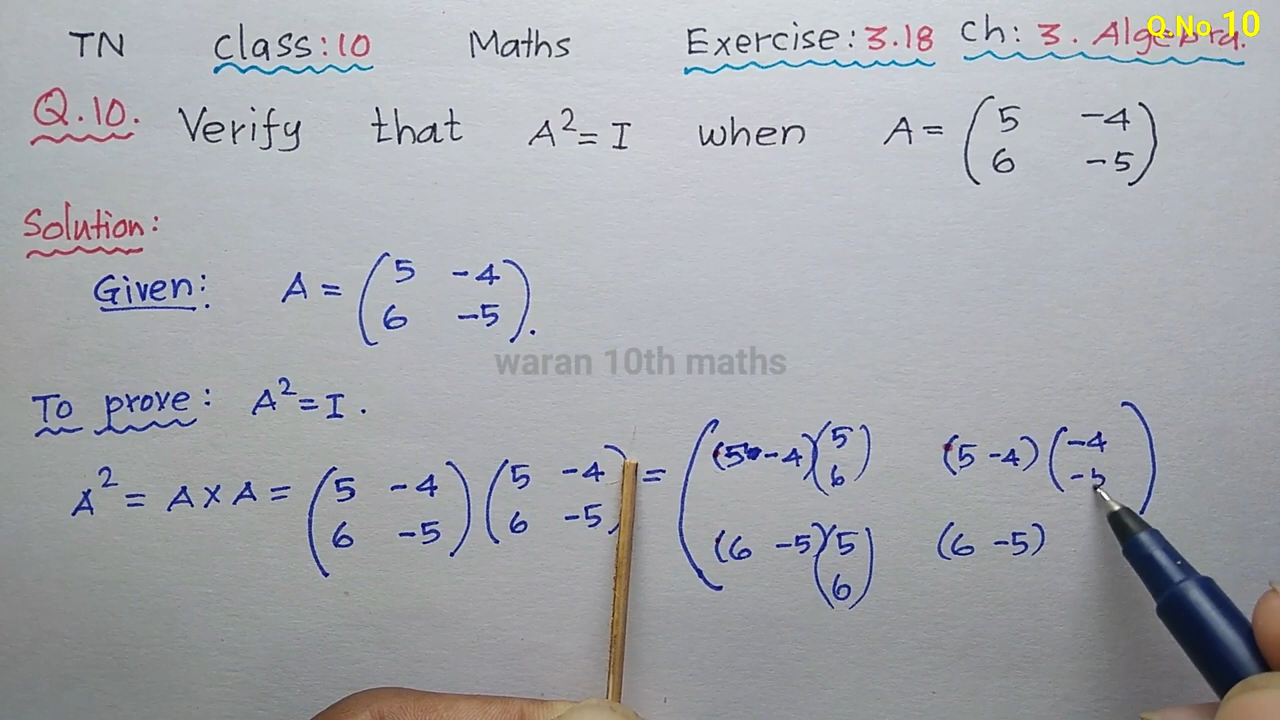 TN class:10 Maths Exercise: 3.18 Ch: 3. Algebra.
Q.No 10
Q.10. Verify that A²=I when A = (5 -4
6 -5)
Solution:
Given: A = (5 -4
6 -5).
waran 10th maths
To prove: A²=I.
A² = A × A = (5 -4 6 -5) (5 -4 6 -5) = ((5 -4)(5 6) (5 -4)(-4 -5)
(6 -5)(5 6) (6 -5)